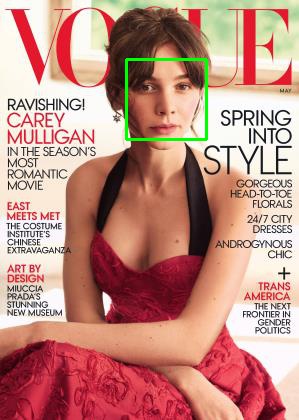 VOGUE
MAY
RAVISHING!
CAREY
MULLIGAN
IN THE SEASON'S
MOST
ROMANTIC
MOVIE
EAST
MEETS MET
THE COSTUME
INSTITUTE'S
CHINESE
EXTRAVAGANZA
ART BY
DESIGN
MIUCCIA
PRADA'S
STUNNING
NEW MUSEUM
SPRING
INTO
STYLE
GORGEOUS
HEAD-TO-TOE
FLORALS
24/7 CITY
DRESSES
ANDROGYNOUS
CHIC
+
TRANS
AMERICA
THE NEXT
FRONTIER IN
GENDER
POLITICS